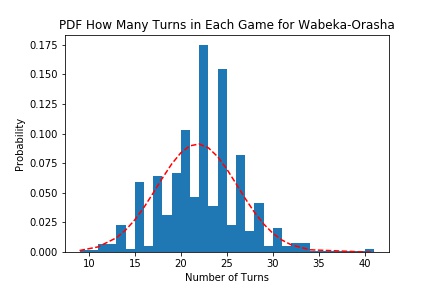 PDF How Many Turns in Each Game for Wabeka-Orasha
0.175
0.150
0.125
0.100
0.075
0.050
0.025
0.000
Probability
10 15 20 25 30 35 40
Number of Turns